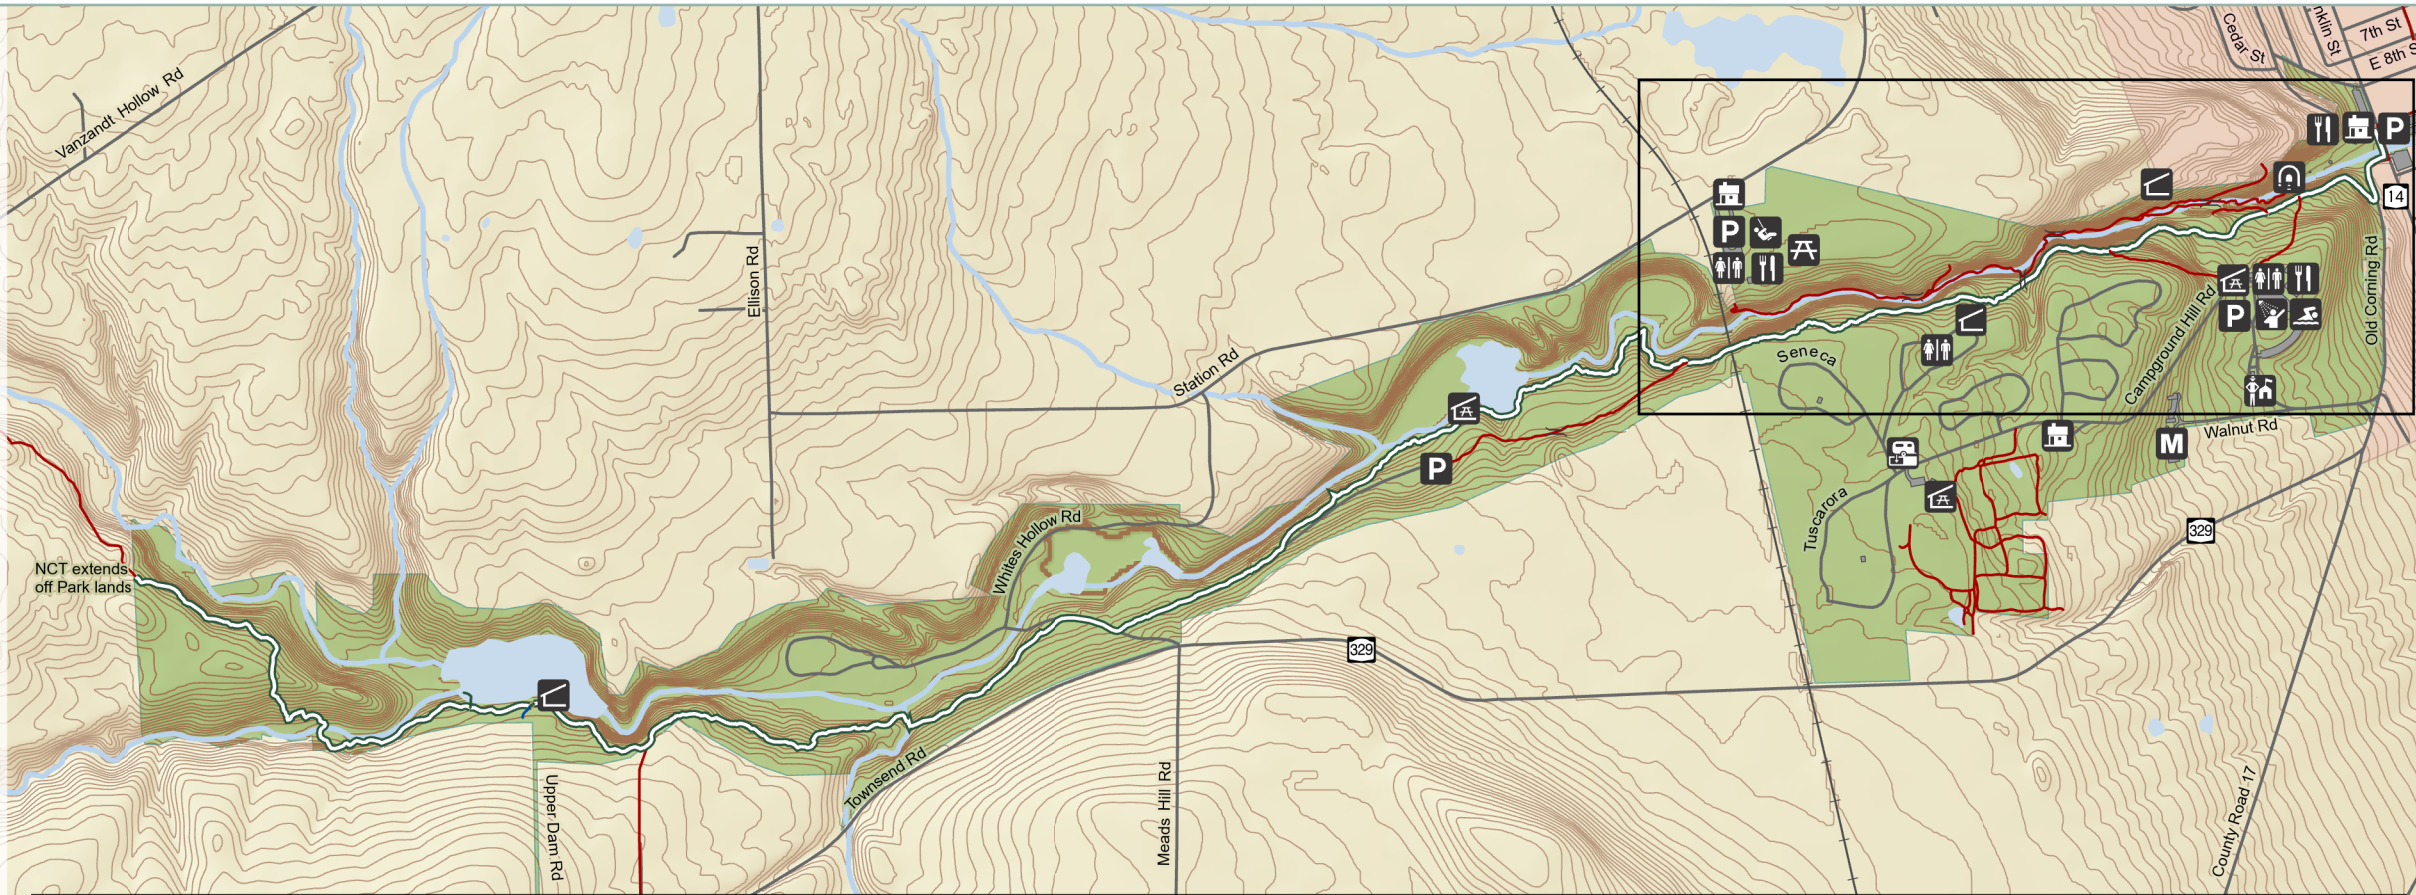 Cedar St
nklin St
7th St
E 8th S
Vanzandt Hollow Rd
P
14
P
Ellison Rd
Old Corning Rd
Station Rd
Seneca
Campground Hill Rd
P
Walnut Rd
M
P
Whites Hollow Rd
Tuscarora
329
NCT extends
off Park lands
329
Townsend Rd
Upper Dam Rd
Meads Hill Rd
County Road 17